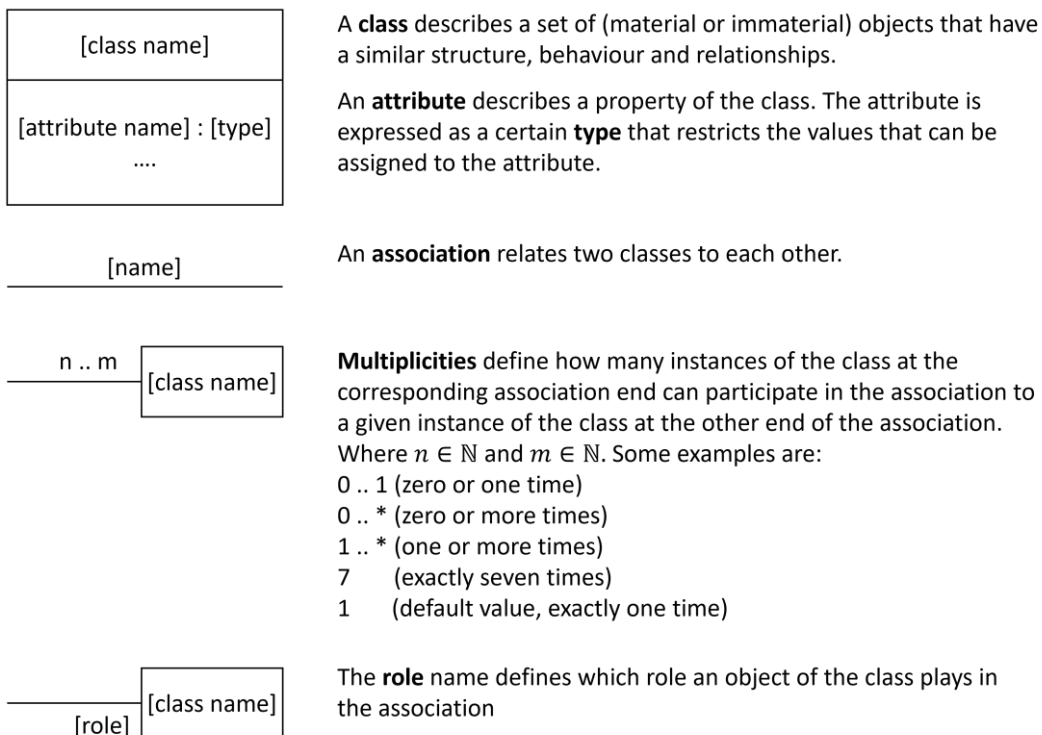 [class name]
[attribute name] : [type]
....
A class describes a set of (material or immaterial) objects that have
a similar structure, behaviour and relationships.
An attribute describes a property of the class. The attribute is
expressed as a certain type that restricts the values that can be
assigned to the attribute.
[name]
An association relates two classes to each other.
n .. m
[class name]
Multiplicities define how many instances of the class at the
corresponding association end can participate in the association to
a given instance of the class at the other end of the association.
Where n ∈ ℕ and m ∈ ℕ. Some examples are:
0 .. 1 (zero or one time)
0 .. * (zero or more times)
1 .. * (one or more times)
7 (exactly seven times)
1 (default value, exactly one time)
[class name]
[role]
The role name defines which role an object of the class plays in
the association